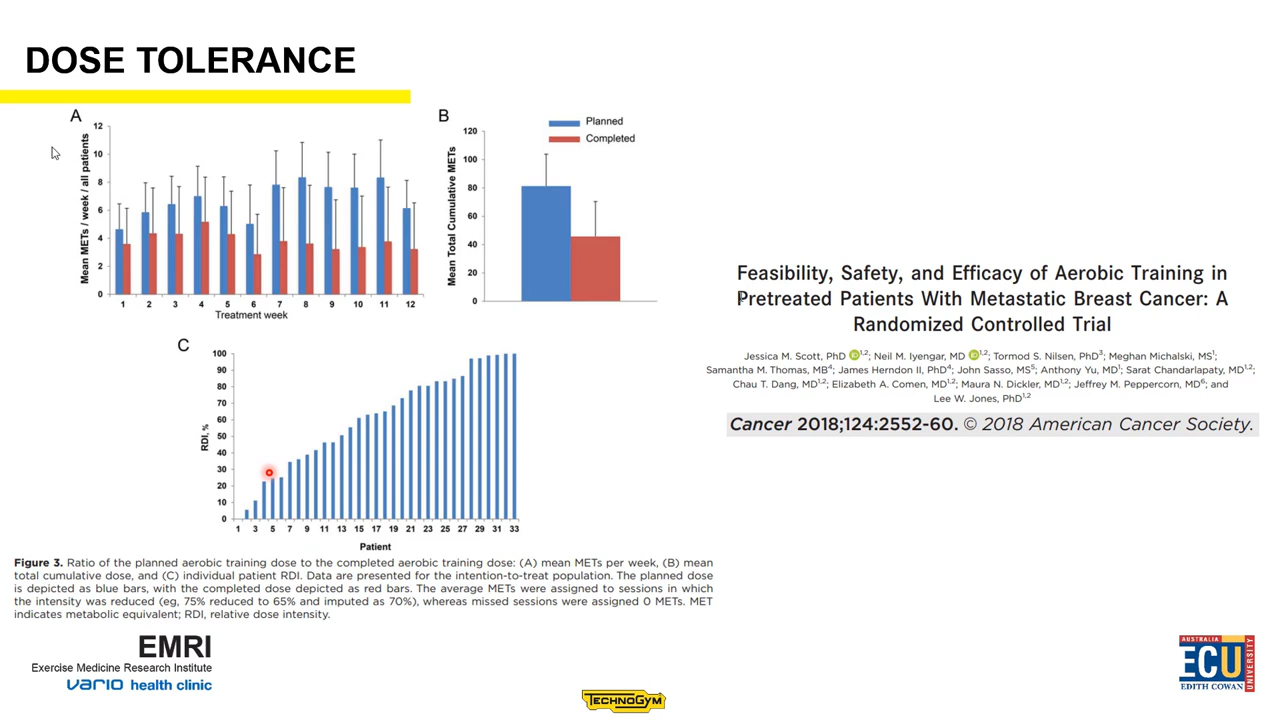 DOSE TOLERANCE
A
12
10
8
6
4
2
0
Mean METs / week / all patients
1 2 3 4 5 6 7 8 9 10 11 12
Treatment week
B
120
100
80
60
40
20
0
Mean Total Cumulative METs
Planned
Completed
C
100
90
80
70
60
50
40
30
20
10
0
RDI, %
1 3 5 7 9 11 13 15 17 19 21 23 25 27 29 31 33
Patient
Figure 3. Ratio of the planned aerobic training dose to the completed aerobic training dose: (A) mean METs per week, (B) mean
total cumulative dose, and (C) individual patient RDI. Data are presented for the intention-to-treat population. The planned dose
is depicted as blue bars, with the completed dose depicted as red bars. The average METs were assigned to sessions in which
the intensity was reduced (eg, 75% reduced to 65% and imputed as 70%), whereas missed sessions were assigned 0 METs. MET
indicates metabolic equivalent; RDI, relative dose intensity.
Feasibility, Safety, and Efficacy of Aerobic Training in
Pretreated Patients With Metastatic Breast Cancer: A
Randomized Controlled Trial
Jessica M. Scott, PhD iD 1,2; Neil M. Iyengar, MD iD 1,2; Tormod S. Nilsen, PhD3; Meghan Michalski, MS1;
Samantha M. Thomas, MB4; James Herndon II, PhD4; John Sasso, MS5; Anthony Yu, MD1; Sarat Chandarlapaty, MD1,2;
Chau T. Dang, MD1,2; Elizabeth A. Comen, MD1,2; Maura N. Dickler, MD1,2; Jeffrey M. Peppercorn, MD6; and
Lee W. Jones, PhD1,2
Cancer 2018;124:2552-60. © 2018 American Cancer Society.
EMRI
Exercise Medicine Research Institute
VARIO health clinic
TECHNOGYM
AUSTRALIA
ECU
EDITH COWAN
UNIVERSITY